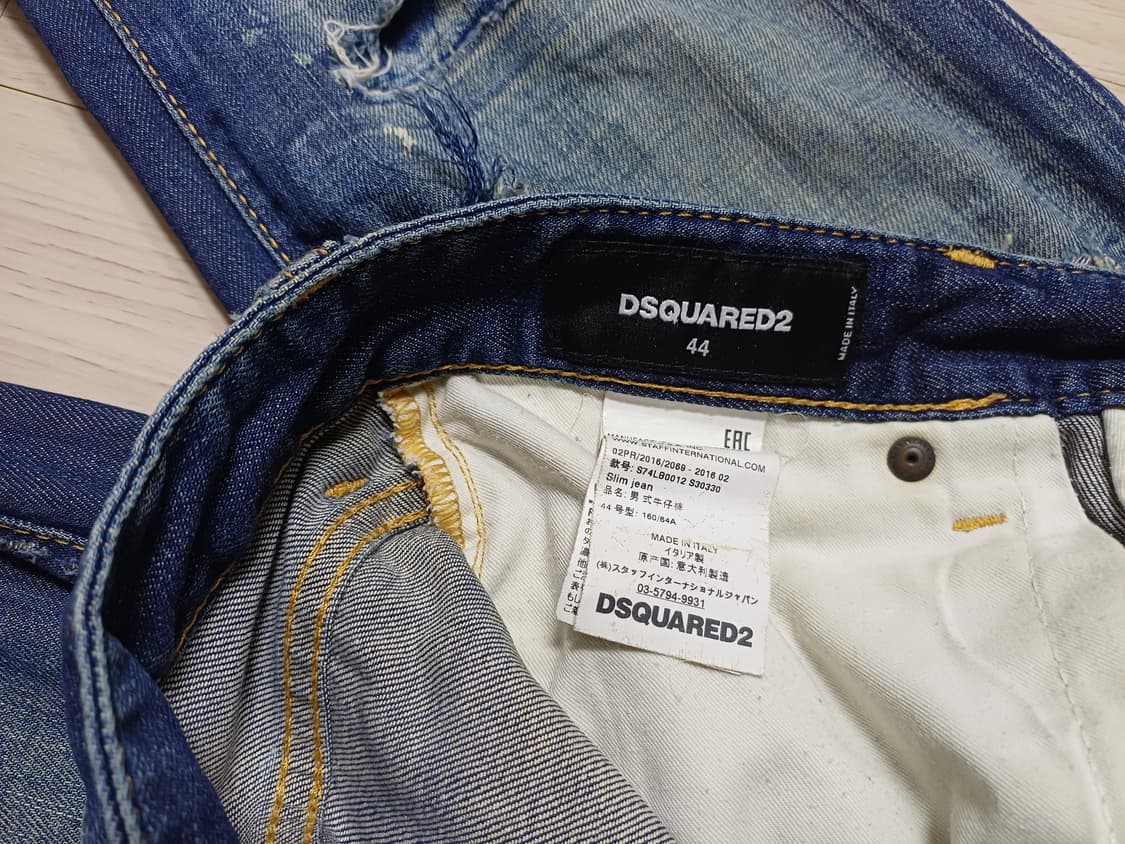 DSQUARED2
44
MADE IN ITALY
EAC
WWW.STAFFINTERNATIONAL.COM
02PR/2016/2069 - 2016 02
款号: S74LB0012 S30330
Slim jean
品名: 男式牛仔裤
44 号型: 160/64A
MADE IN ITALY
イタリア製
原产国: 意大利製造
(株)スタッフインターナショナルジャパン
03-5794-9931
DSQUARED2